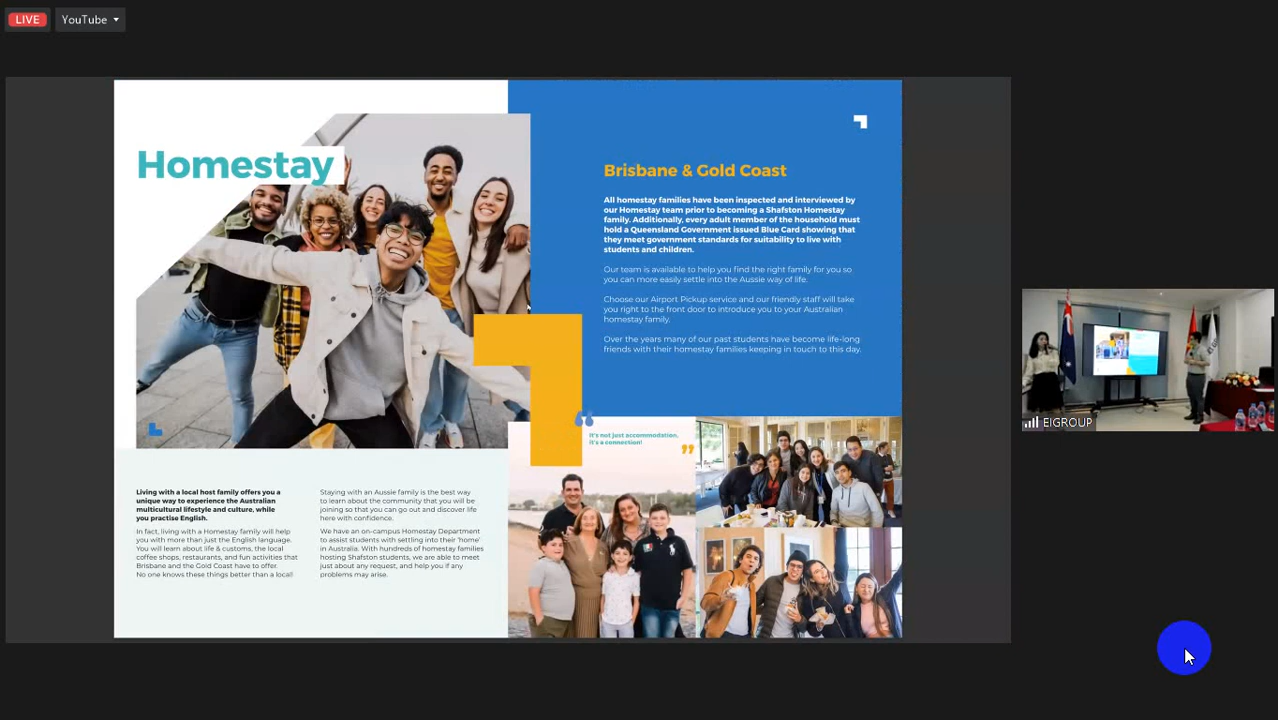 LIVE
YouTube
Homestay
Brisbane & Gold Coast
All homestay families have been inspected and interviewed by
our Homestay team prior to becoming a Shafston Homestay
family. Additionally, every adult member of the household must
hold a Queensland Government issued Blue Card showing that
they meet government standards for suitability to live with
students and children.
Our team is available to help you find the right family for you so
you can more easily settle into the Aussie way of life.
Choose our Airport Pickup service and our friendly staff will take
you right to the front door to introduce you to your Australian
homestay family.
Over the years many of our past students have become life-long
friends with their homestay families keeping in touch to this day.
“
It's not just accommodation,
it's a connection!
”
Living with a local host family offers you a
unique way to experience the Australian
multicultural lifestyle and culture, while
you practise English.
In fact, living with a Homestay family will help
you with more than just the English language.
You will learn about life & customs, the local
coffee shops, restaurants, and fun activities that
Brisbane and the Gold Coast have to offer.
No one knows these things better than a local!
Staying with an Aussie family is the best way
to learn about the community that you will be
joining so that you can go out and discover life
here with confidence.
We have an on-campus Homestay Department
to assist students with settling into their 'home'
in Australia. With hundreds of homestay families
hosting Shafston students, we are able to meet
just about any request, and help you if any
problems may arise.
EIGROUP